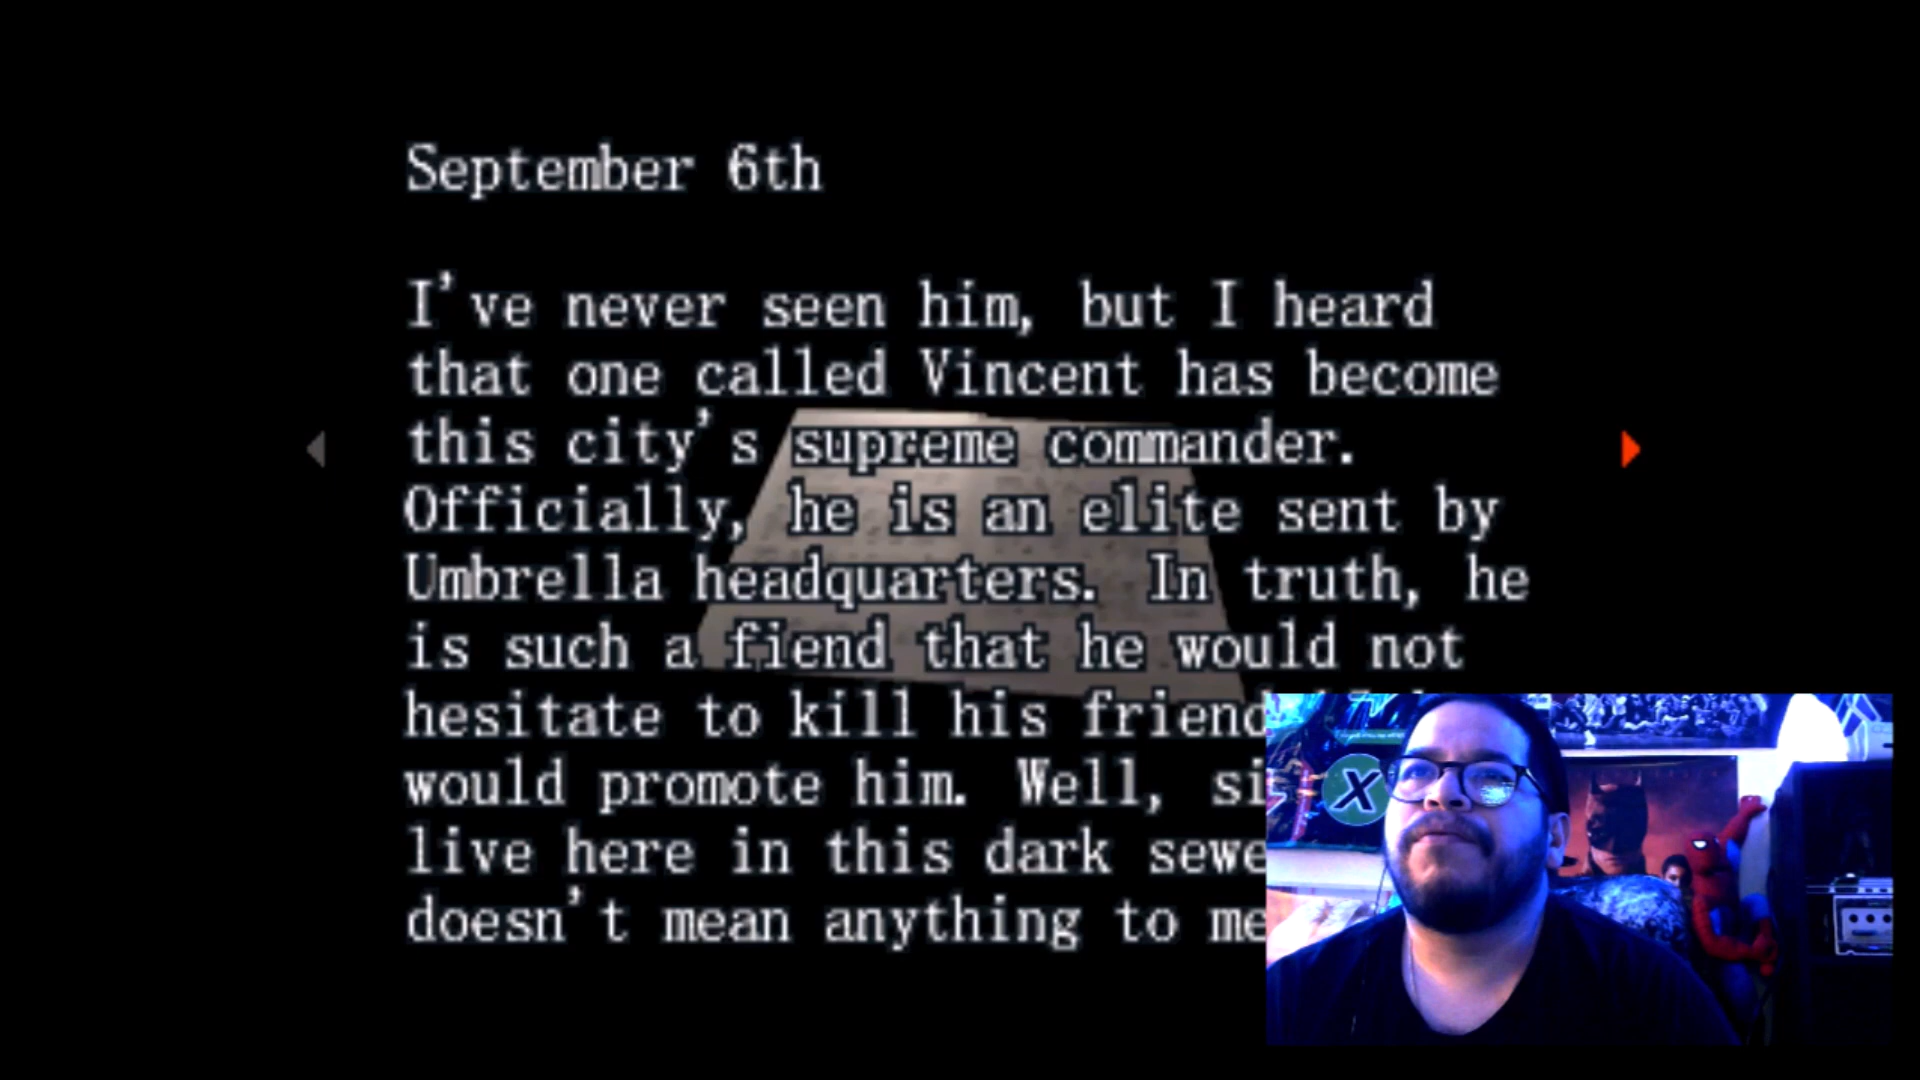 September 6th
I've never seen him, but I heard
that one called Vincent has become
this city's supreme commander.
Officially, he is an elite sent by
Umbrella headquarters. In truth, he
is such a fiend that he would not
hesitate to kill his friend
would promote him. Well, si
live here in this dark sewe
doesn't mean anything to me
X